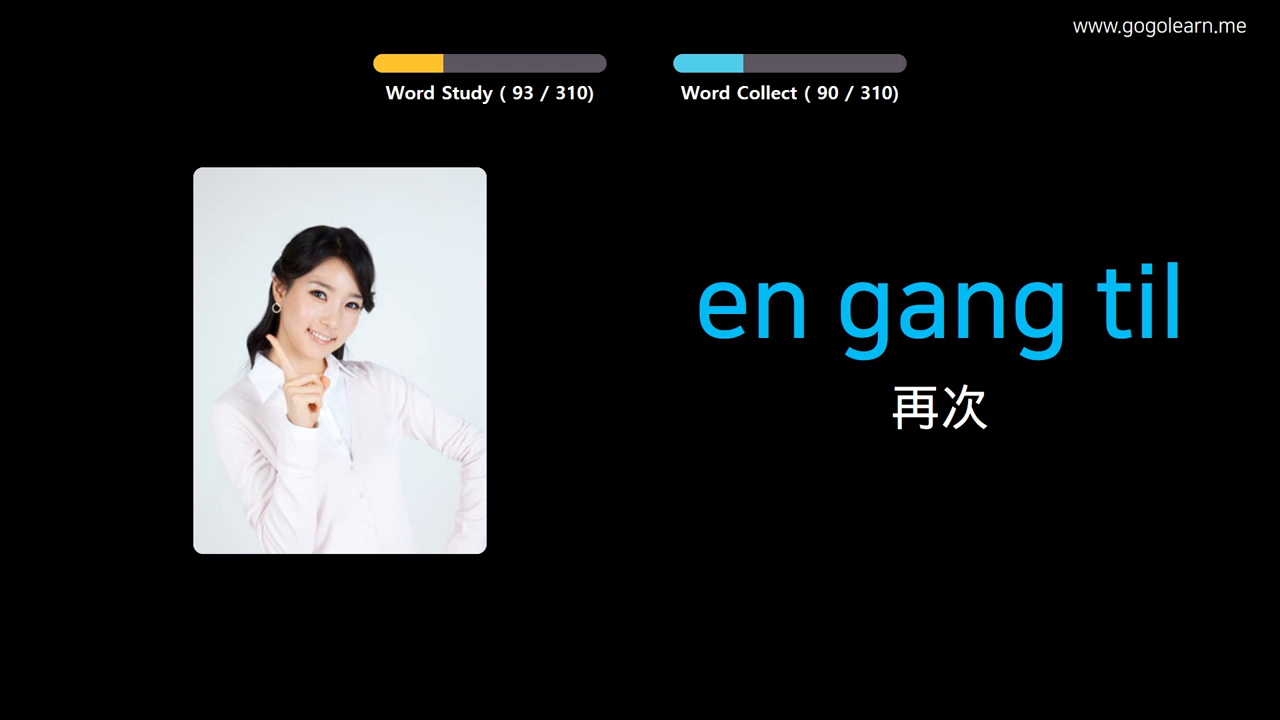 www.gogolearn.me
Word Study ( 93 / 310)
Word Collect ( 90 / 310)
en gang til
再次